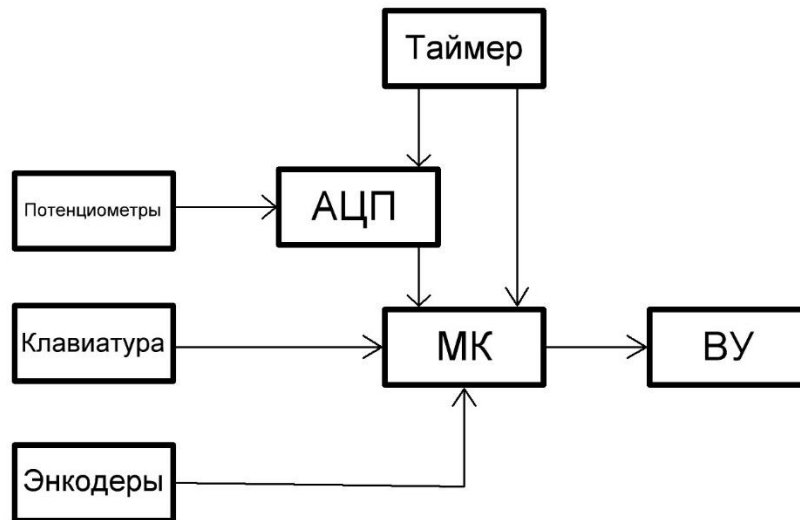 Таймер
Потенциометры
АЦП
Клавиатура
МК
ВУ
Энкодеры